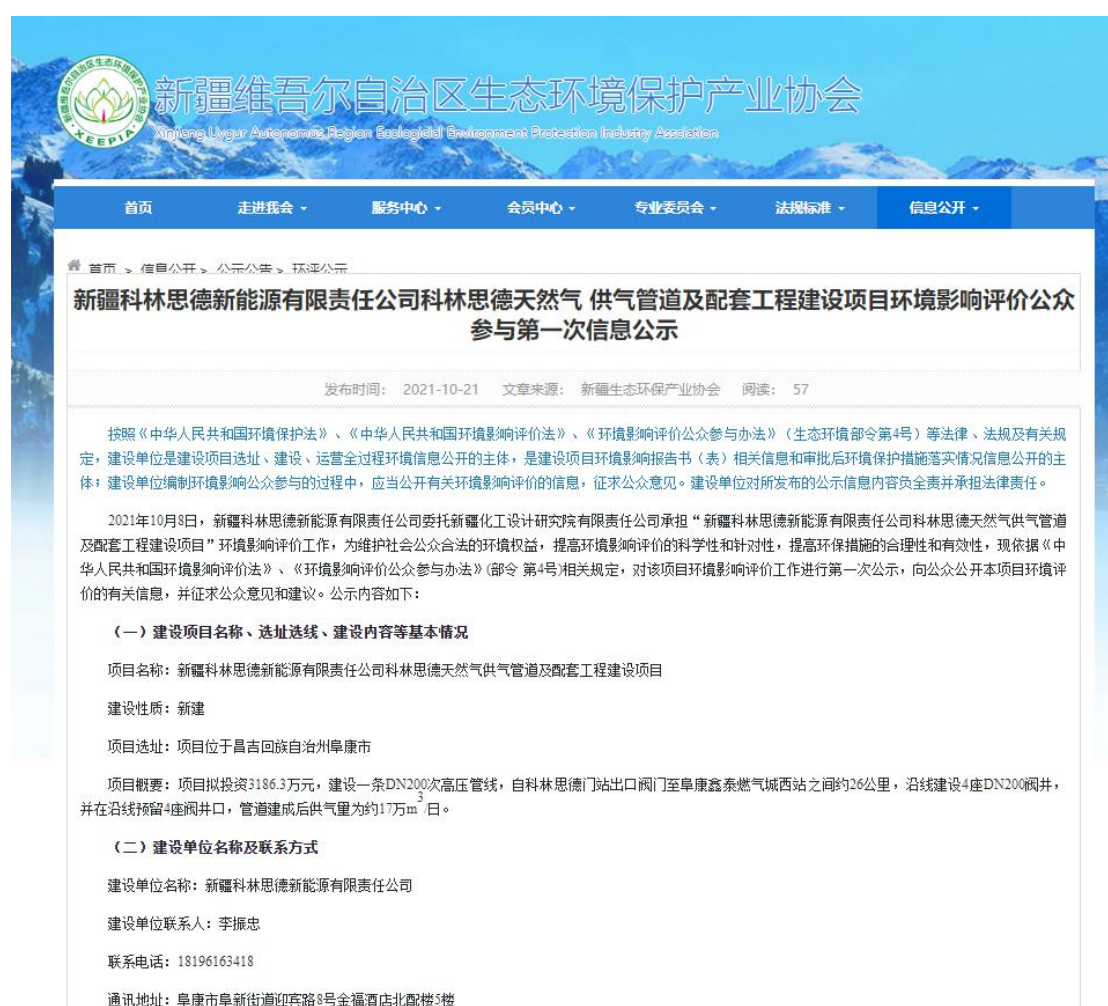 新疆维吾尔自治区生态环境保护产业协会
Xinjiang Uygur Autonomus Region Ecologicial Environment Protection Industry Assciation
XEEPIA
首页 走进我会 服务中心 会员中心 专业委员会 法规标准 信息公开
首页 > 信息公开 > 公示公告 > 环评公示
新疆科林思德新能源有限责任公司科林思德天然气 供气管道及配套工程建设项目环境影响评价公众
参与第一次信息公示
发布时间： 2021-10-21 文章来源： 新疆生态环保产业协会 阅读： 57
按照《中华人民共和国环境保护法》、《中华人民共和国环境影响评价法》、《环境影响评价公众参与办法》（生态环境部令第4号）等法律、法规及有关规
定，建设单位是建设项目选址、建设、运营全过程环境信息公开的主体，是建设项目环境影响报告书（表）相关信息和审批后环境保护措施落实情况信息公开的主
体；建设单位编制环境影响公众参与的过程中，应当公开有关环境影响评价的信息，征求公众意见。建设单位对所发布的公示信息内容负全责并承担法律责任。
2021年10月8日，新疆科林思德新能源有限责任公司委托新疆化工设计研究院有限责任公司承担“新疆科林思德新能源有限责任公司科林思德天然气供气管道
及配套工程建设项目”环境影响评价工作，为维护社会公众合法的环境权益，提高环境影响评价的科学性和针对性，提高环保措施的合理性和有效性，现依据《中
华人民共和国环境影响评价法》、《环境影响评价公众参与办法》(部令 第4号)相关规定，对该项目环境影响评价工作进行第一次公示，向公众公开本项目环境评
价的有关信息，并征求公众意见和建议。公示内容如下：
（一）建设项目名称、选址选线、建设内容等基本情况
项目名称：新疆科林思德新能源有限责任公司科林思德天然气供气管道及配套工程建设项目
建设性质：新建
项目选址：项目位于昌吉回族自治州阜康市
项目概要：项目拟投资3186.3万元，建设一条DN200次高压管线，自科林思德门站出口阀门至阜康鑫泰燃气城西站之间约26公里，沿线建设4座DN200阀井，
并在沿线预留4座阀井口，管道建成后供气量为约17万m³/日。
（二）建设单位名称及联系方式
建设单位名称：新疆科林思德新能源有限责任公司
建设单位联系人：李振忠
联系电话：18196163418
通讯地址：阜康市阜新街道迎宾路8号金福酒店北配楼5楼